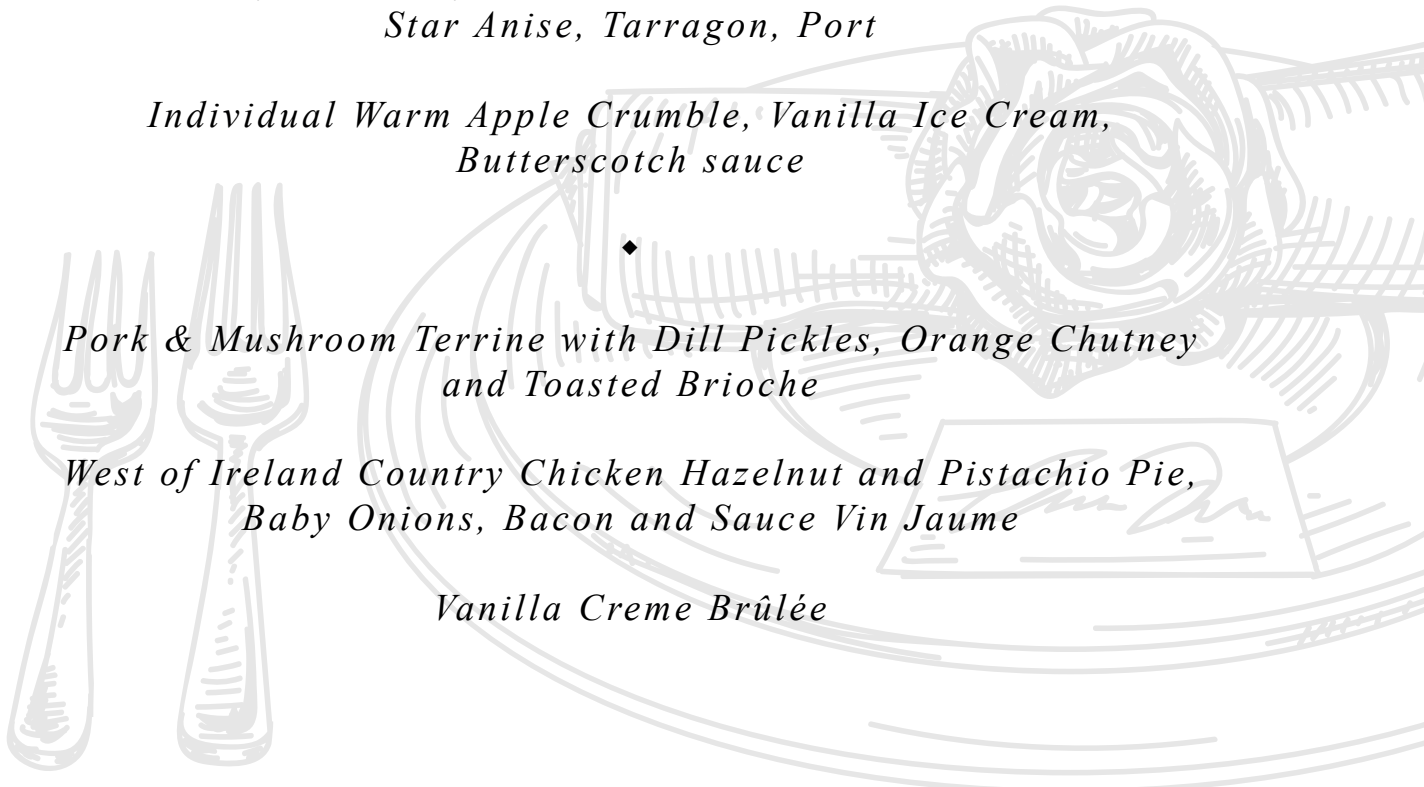 Star Anise, Tarragon, Port
Individual Warm Apple Crumble, Vanilla Ice Cream,
Butterscotch sauce
Pork & Mushroom Terrine with Dill Pickles, Orange Chutney
and Toasted Brioche
West of Ireland Country Chicken Hazelnut and Pistachio Pie,
Baby Onions, Bacon and Sauce Vin Jaume
Vanilla Creme Brûlée